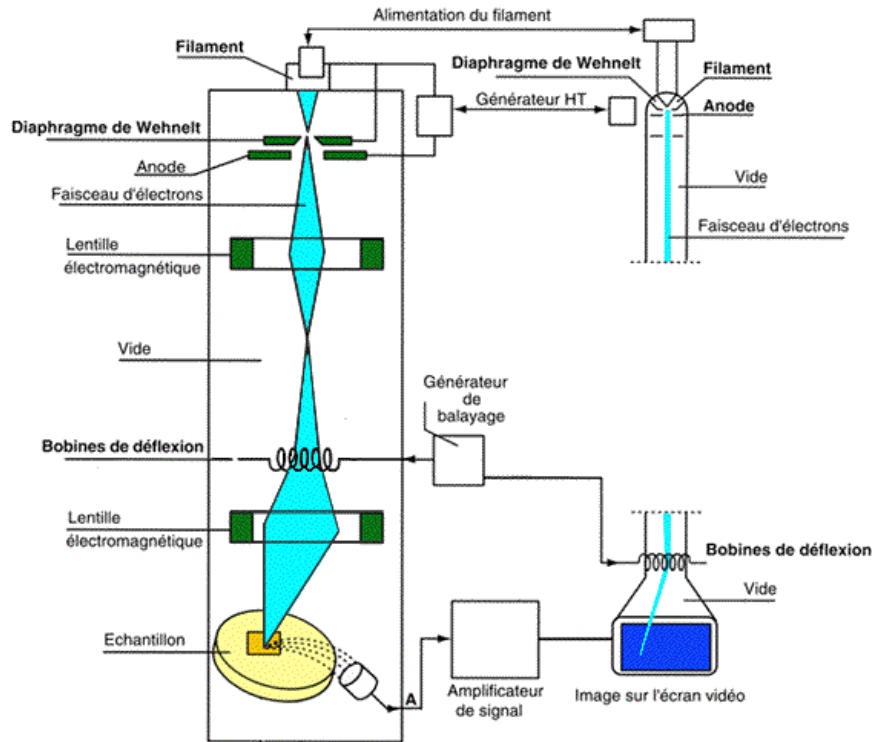 Alimentation du filament
Filament
Diaphragme de Wehnelt
Filament
Générateur HT
Anode
Diaphragme de Wehnelt
Anode
Vide
Faisceau d'électrons
Faisceau d'électrons
Lentille
électromagnétique
Vide
Générateur
de
balayage
Bobines de déflexion
Lentille
électromagnétique
Bobines de déflexion
Vide
Echantillon
A
Amplificateur
de signal
Image sur l'écran vidéo